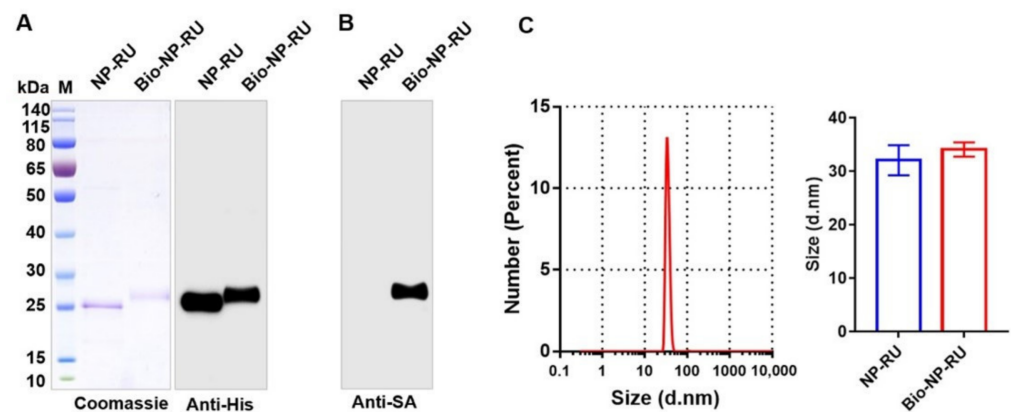 A
B
C
NP-RU
Bio-NP-RU
NP-RU
Bio-NP-RU
NP-RU
Bio-NP-RU
kDa M
140
115
80
65
50
40
30
25
15
10
Coomassie
Anti-His
Anti-SA
Number (Percent)
15
10
5
0
0.1 1 10 100 1000 10,000
Size (d.nm)
Size (d.nm)
40
30
20
10
0
NP-RU
Bio-NP-RU